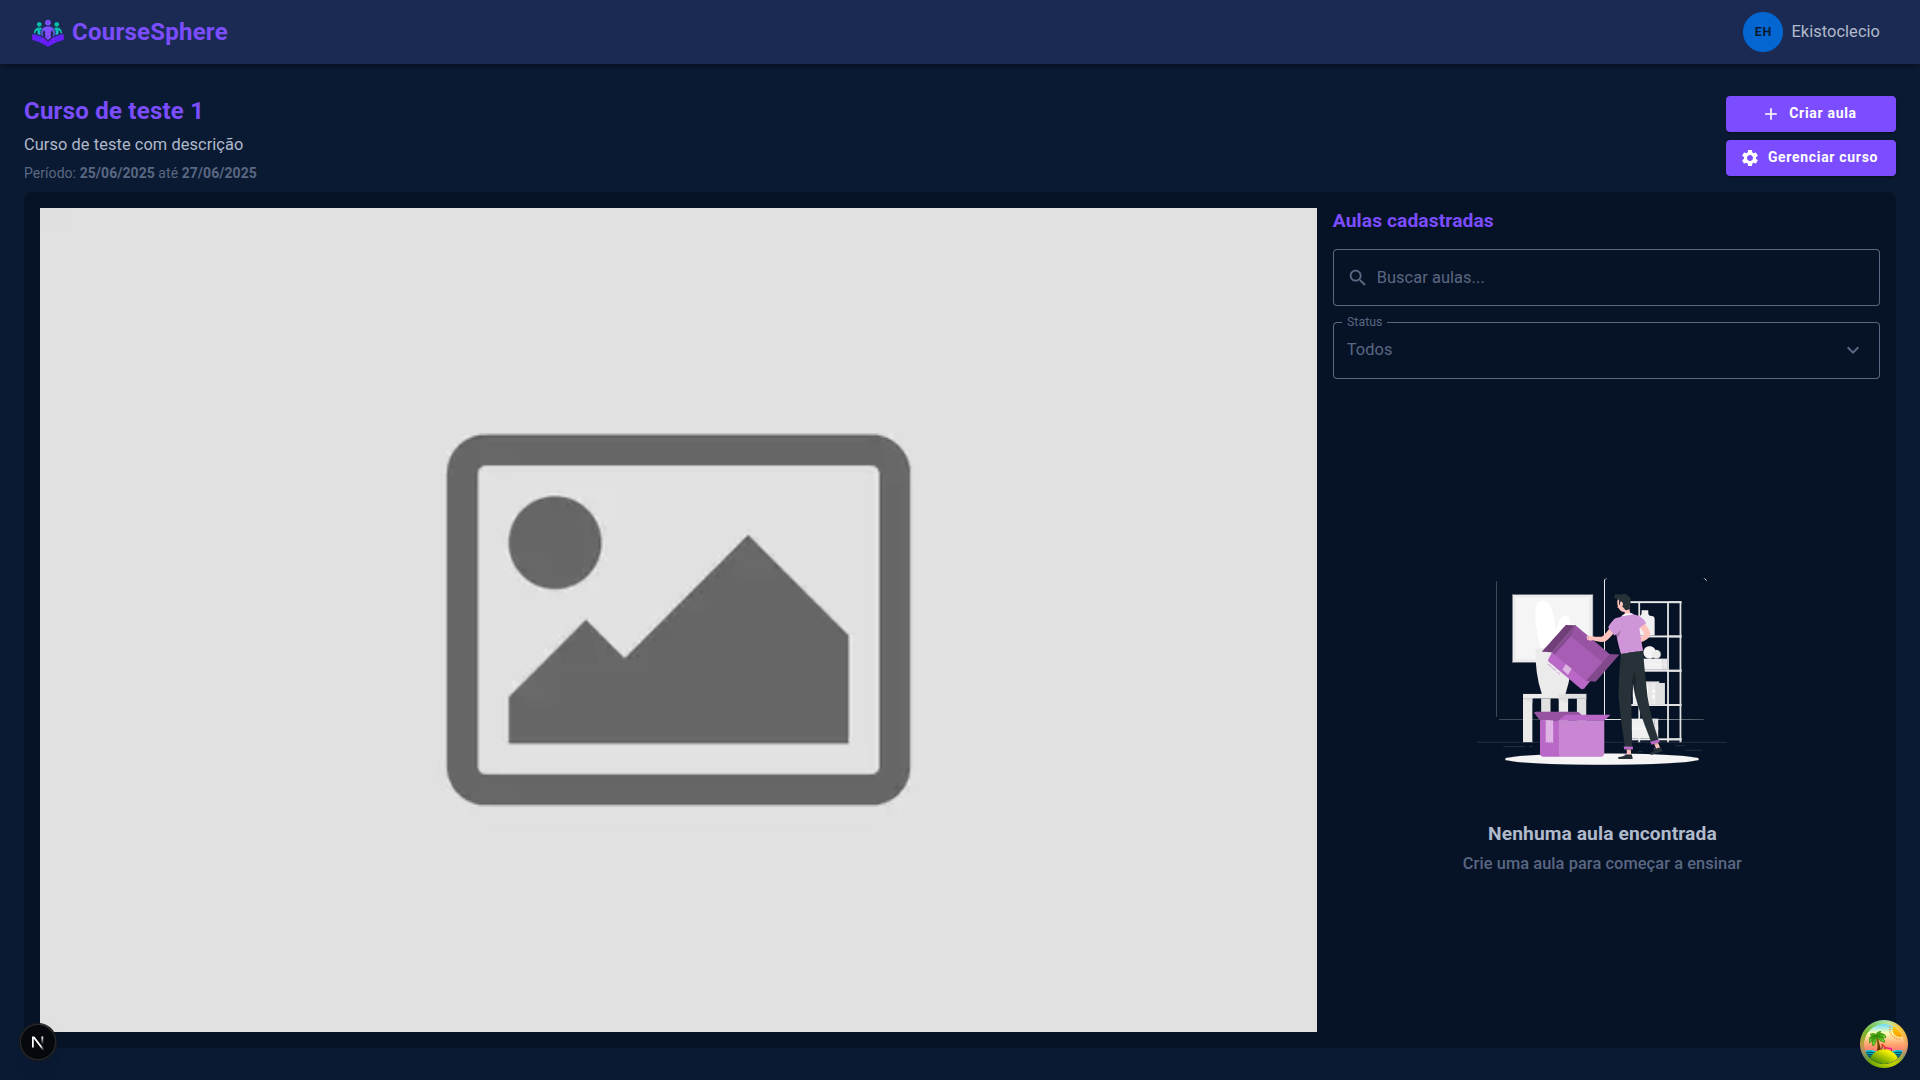 CourseSphere
EH
Ekistoclecio
Curso de teste 1
Curso de teste com descrição
Período: 25/06/2025 até 27/06/2025
Criar aula
Gerenciar curso
Aulas cadastradas
Buscar aulas...
Status
Todos
Nenhuma aula encontrada
Crie uma aula para começar a ensinar
N